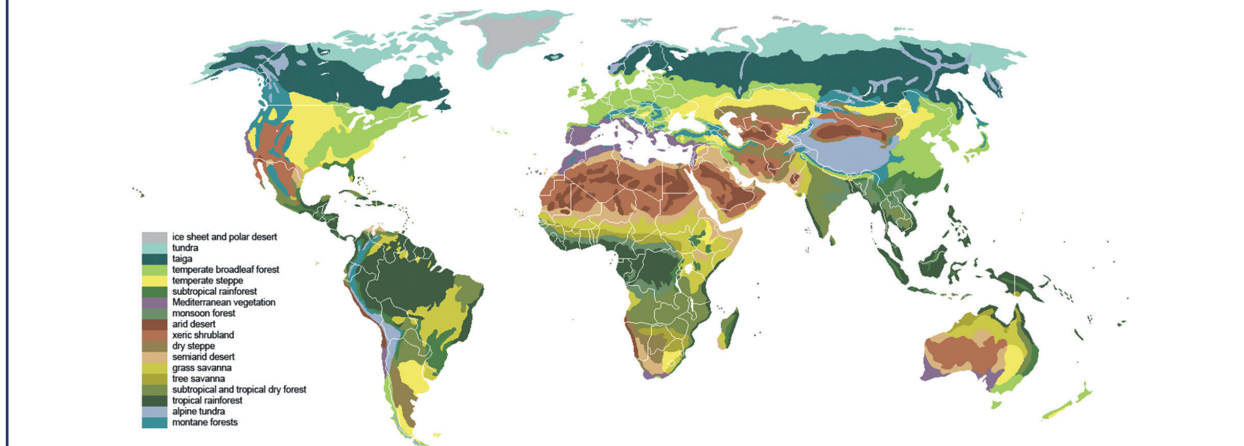 ice sheet and polar desert
tundra
taiga
temperate broadleaf forest
temperate steppe
subtropical rainforest
Mediterranean vegetation
monsoon forest
arid desert
xeric shrubland
dry steppe
semiarid desert
grass savanna
tree savanna
subtropical and tropical dry forest
tropical rainforest
alpine tundra
montane forests